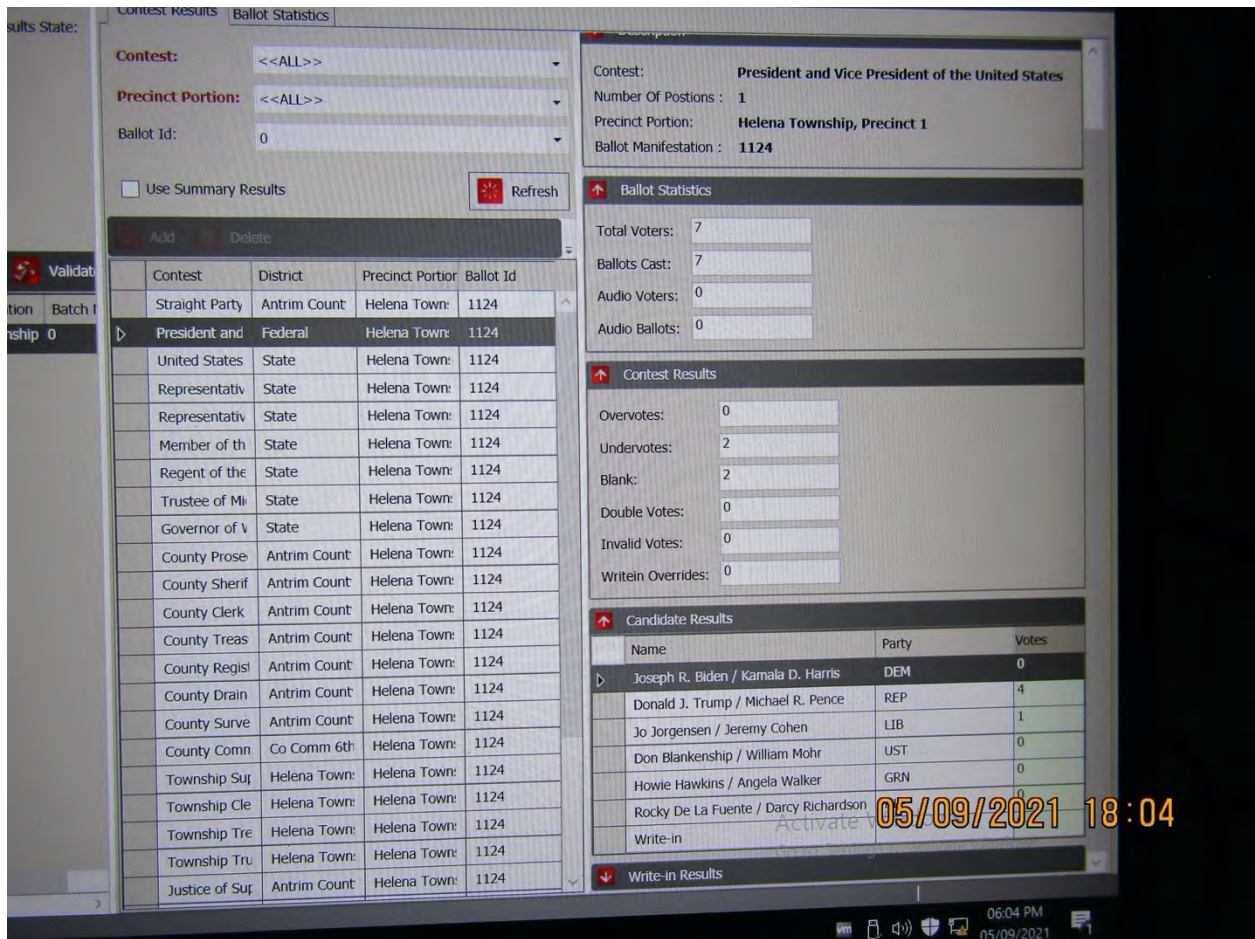 sults State:
Contest Results Ballot Statistics
Contest: <<ALL>>
Precinct Portion: <<ALL>>
Ballot Id: 0
Use Summary Results Refresh
Add Delete
Validat
tion Batch
nship 0
Contest District Precinct Portior Ballot Id
Straight Party Antrim Count Helena Town: 1124
President and Federal Helena Town: 1124
United States State Helena Town: 1124
Representativ State Helena Town: 1124
Representativ State Helena Town: 1124
Member of th State Helena Town: 1124
Regent of the State Helena Town: 1124
Trustee of Mi State Helena Town: 1124
Governor of State Helena Town: 1124
County Prose Antrim Count Helena Town: 1124
County Sherif Antrim Count Helena Town: 1124
County Clerk Antrim Count Helena Town: 1124
County Treas Antrim Count Helena Town: 1124
County Regist Antrim Count Helena Town: 1124
County Drain Antrim Count Helena Town: 1124
County Surve Antrim Count Helena Town: 1124
County Comn Co Comm 6th Helena Town: 1124
Township Sup Helena Town: Helena Town: 1124
Township Cle Helena Town: Helena Town: 1124
Township Tre Helena Town: Helena Town: 1124
Township Tru Helena Town: Helena Town: 1124
Justice of Sup Antrim Count Helena Town: 1124
Description
Contest: President and Vice President of the United States
Number Of Postions : 1
Precinct Portion: Helena Township, Precinct 1
Ballot Manifestation : 1124
Ballot Statistics
Total Voters: 7
Ballots Cast: 7
Audio Voters: 0
Audio Ballots: 0
Contest Results
Overvotes: 0
Undervotes: 2
Blank: 2
Double Votes: 0
Invalid Votes: 0
Writein Overrides: 0
Candidate Results
Name Party Votes
Joseph R. Biden / Kamala D. Harris DEM 0
Donald J. Trump / Michael R. Pence REP 4
Jo Jorgensen / Jeremy Cohen LIB 1
Don Blankenship / William Mohr UST 0
Howie Hawkins / Angela Walker GRN 0
Rocky De La Fuente / Darcy Richardson 0
Write-in
Activate
Write-in Results
05/09/2021 18:04
vm 06:04 PM
05/09/2021
1